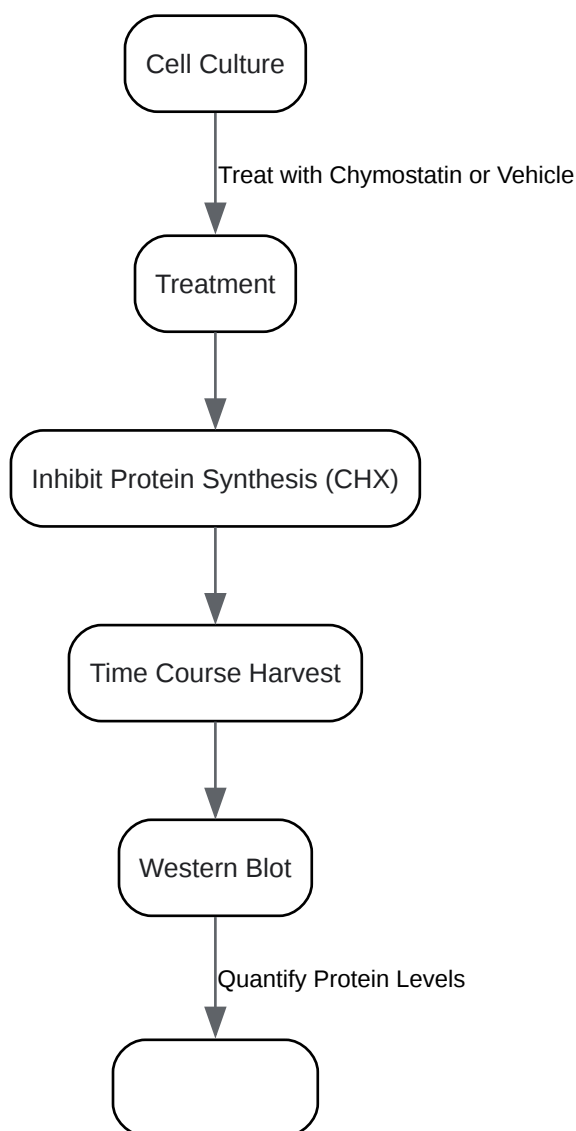 Cell Culture
Treat with Chymostatin or Vehicle
Treatment
Inhibit Protein Synthesis (CHX)
Time Course Harvest
Western Blot
Quantify Protein Levels